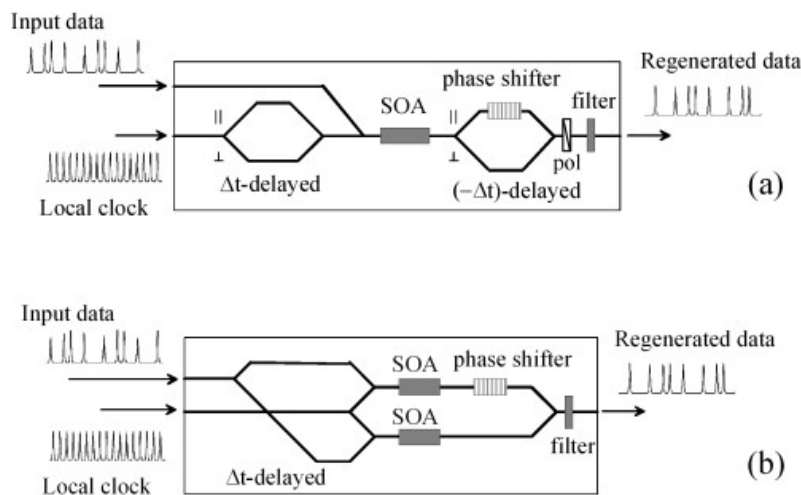 Input data
Regenerated data
phase shifter
SOA
filter
||
||
⊥
⊥
pol
Δt-delayed
(−Δt)-delayed
Local clock
(a)
Input data
Regenerated data
SOA
phase shifter
SOA
filter
Δt-delayed
Local clock
(b)